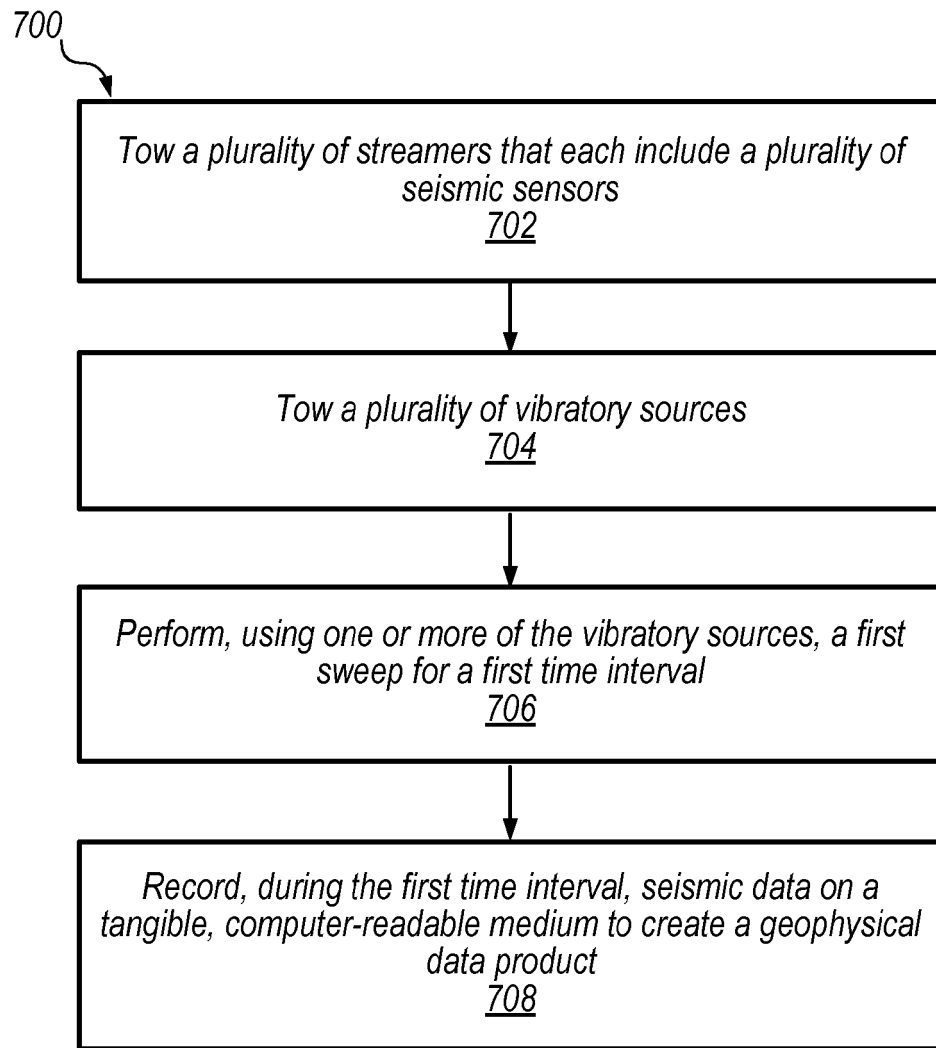 700
Tow a plurality of streamers that each include a plurality of
seismic sensors
702
Tow a plurality of vibratory sources
704
Perform, using one or more of the vibratory sources, a first
sweep for a first time interval
706
Record, during the first time interval, seismic data on a
tangible, computer-readable medium to create a geophysical
data product
708